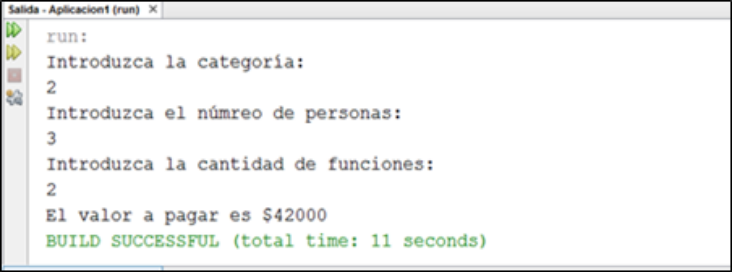 Salida - Aplicacion1 (run) ×
run:
Introduzca la categoría:
2
Introduzca el númreo de personas:
3
Introduzca la cantidad de funciones:
2
El valor a pagar es $42000
BUILD SUCCESSFUL (total time: 11 seconds)